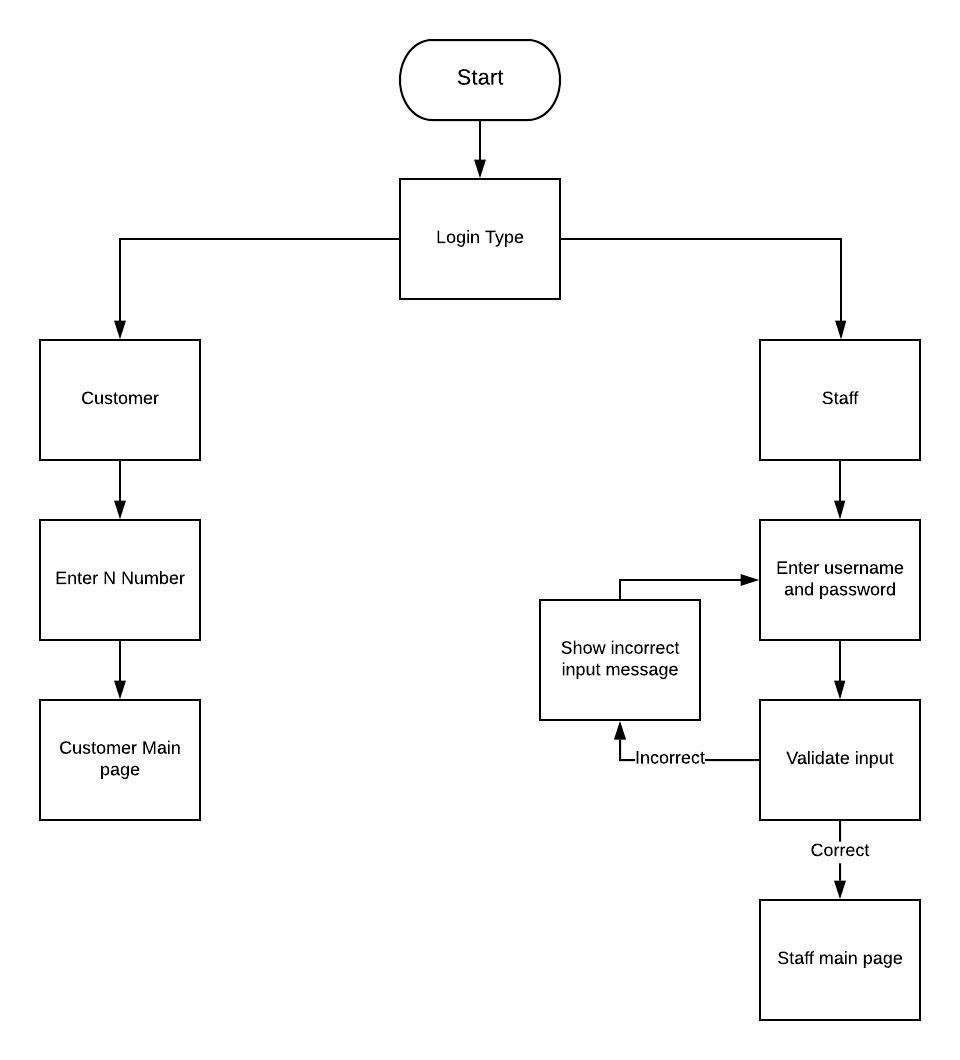 Start
Login Type
Customer
Staff
Enter N Number
Enter username
and password
Show incorrect
input message
Customer Main
page
Incorrect
Validate input
Correct
Staff main page